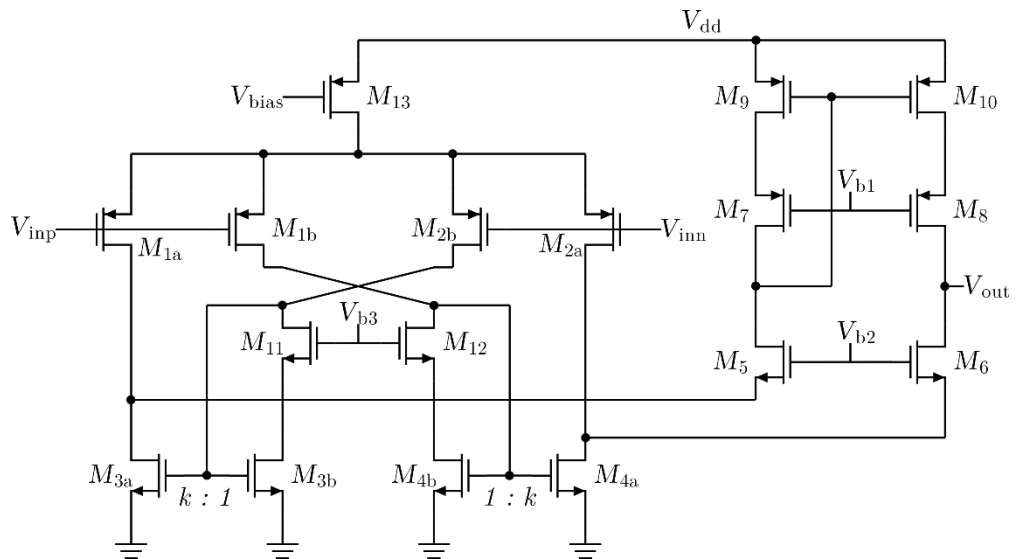 V_dd
V_bias
M_13
M_9
M_10
V_b1
M_7
M_8
V_inp
M_1a
M_1b
M_2b
M_2a
V_inn
V_out
V_b3
M_11
M_12
V_b2
M_5
M_6
M_3a
k : 1
M_3b
M_4b
1 : k
M_4a